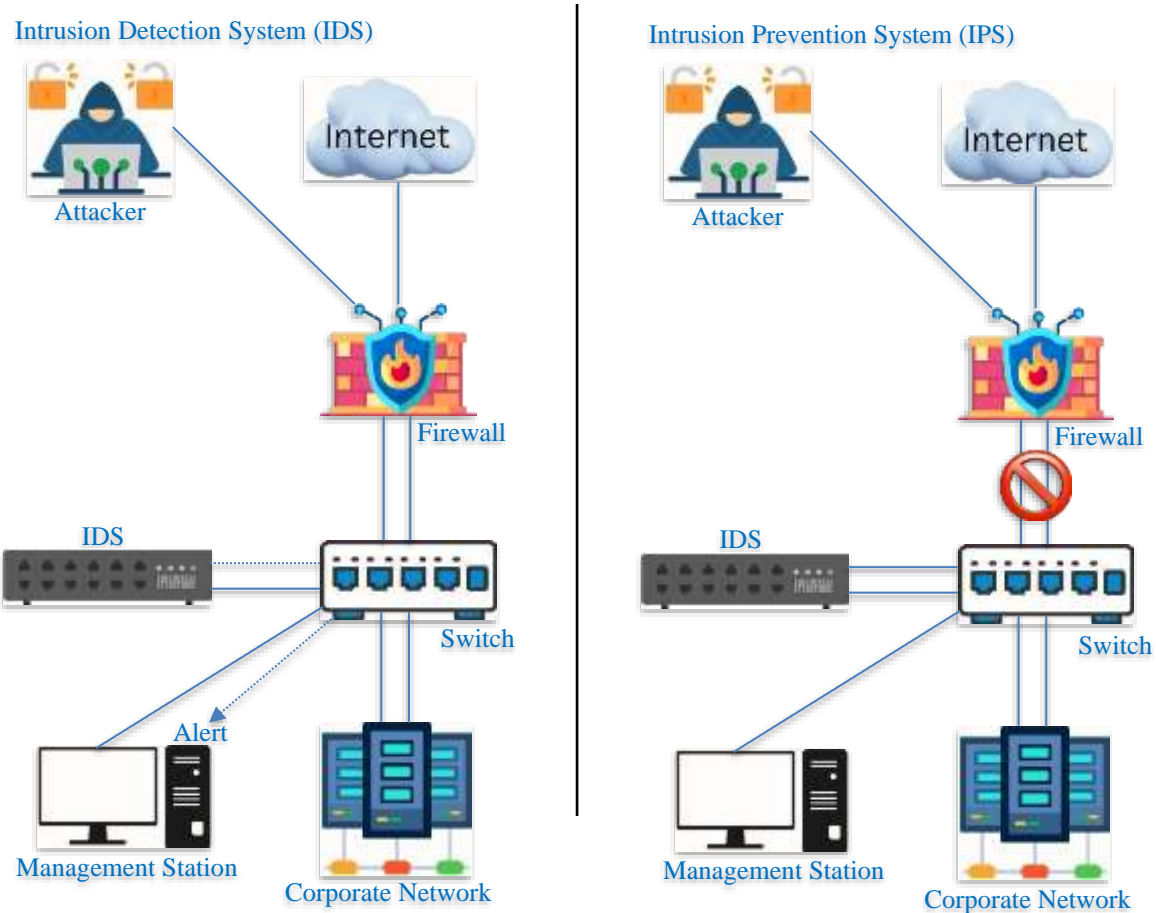 Intrusion Detection System (IDS)
Internet
Attacker
Firewall
IDS
Switch
Alert
Management Station
Corporate Network
Intrusion Prevention System (IPS)
Internet
Attacker
Firewall
IDS
Switch
Management Station
Corporate Network